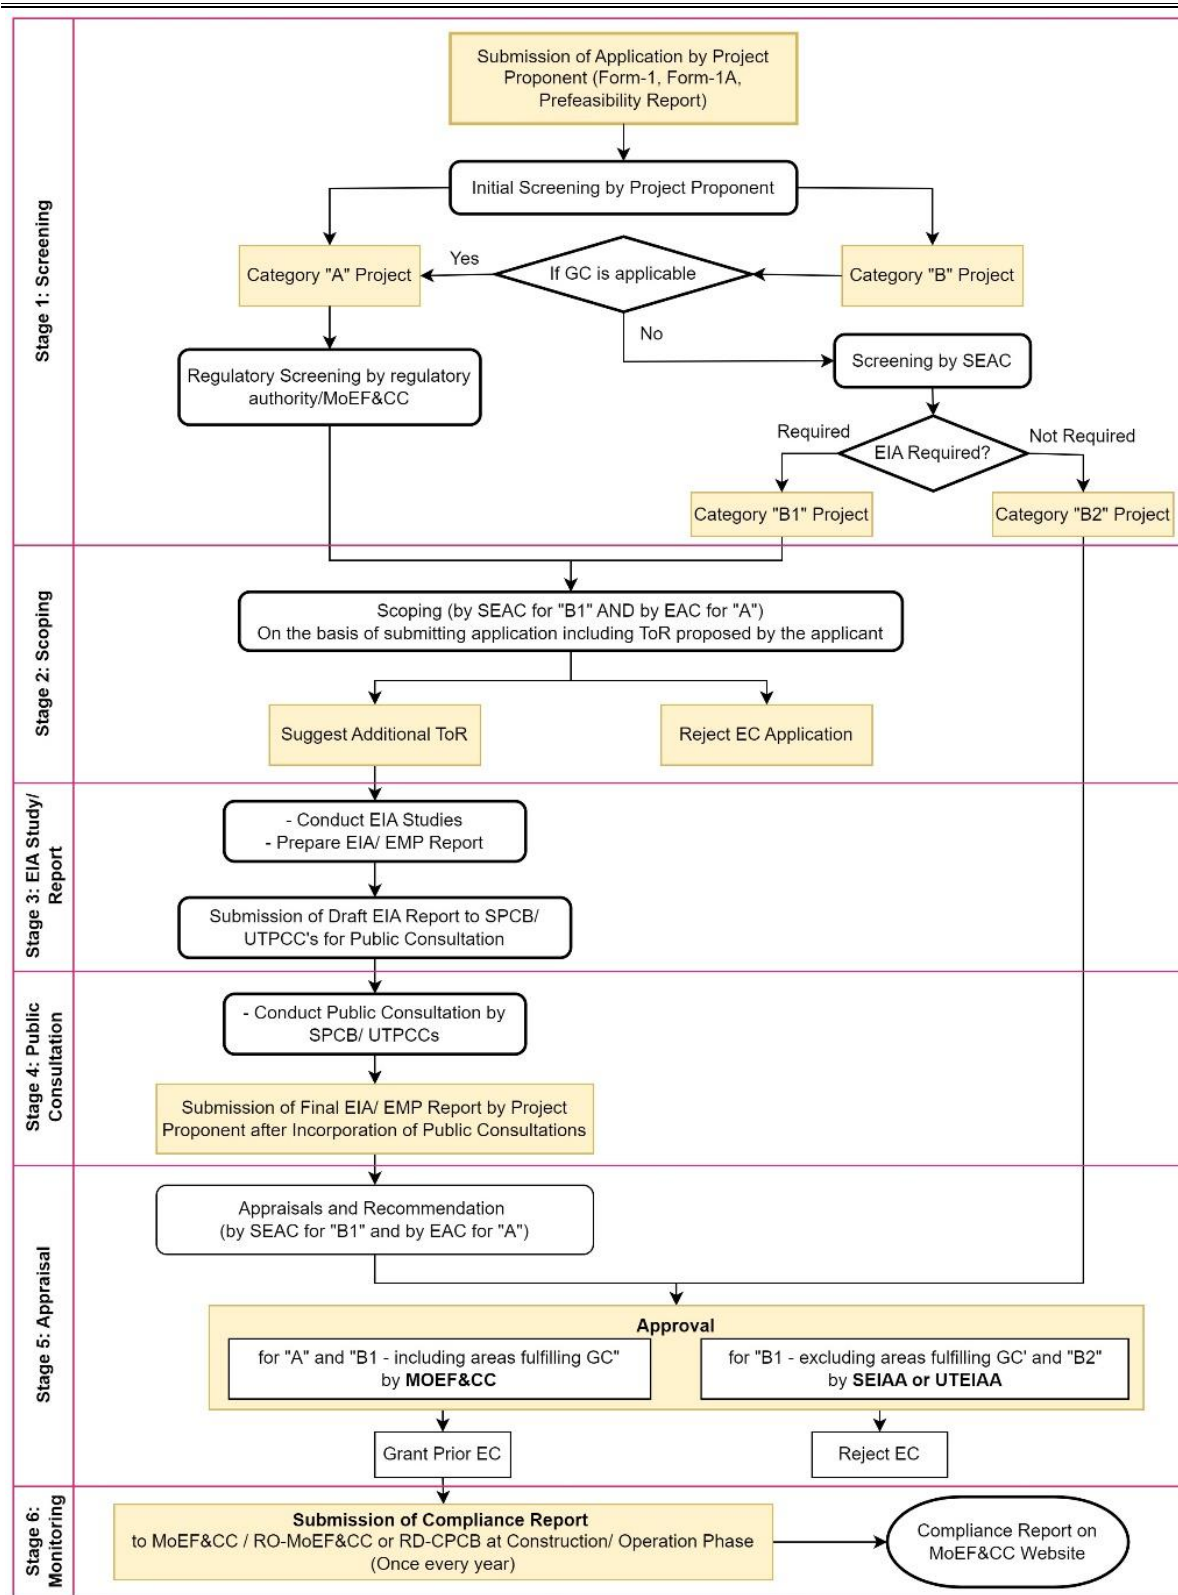 Stage 1: Screening
Submission of Application by Project
Proponent (Form-1, Form-1A,
Prefeasibility Report)
Initial Screening by Project Proponent
Category "A" Project
Yes
If GC is applicable
Category "B" Project
No
Regulatory Screening by regulatory
authority/MoEF&CC
Screening by SEAC
Required
EIA Required?
Not Required
Category "B1" Project
Category "B2" Project
Stage 2: Scoping
Scoping (by SEAC for "B1" AND by EAC for "A")
On the basis of submitting application including ToR proposed by the applicant
Suggest Additional ToR
Reject EC Application
Stage 3: EIA Study/
Report
- Conduct EIA Studies
- Prepare EIA/ EMP Report
Submission of Draft EIA Report to SPCB/
UTPCC's for Public Consultation
Stage 4: Public
Consultation
- Conduct Public Consultation by
SPCB/ UTPCCs
Submission of Final EIA/ EMP Report by Project
Proponent after Incorporation of Public Consultations
Stage 5: Appraisal
Appraisals and Recommendation
(by SEAC for "B1" and by EAC for "A")
Approval
for "A" and "B1 - including areas fulfilling GC"
by MOEF&CC
for "B1 - excluding areas fulfilling GC' and "B2"
by SEIAA or UTEIAA
Grant Prior EC
Reject EC
Stage 6:
Monitoring
Submission of Compliance Report
to MoEF&CC / RO-MoEF&CC or RD-CPCB at Construction/ Operation Phase
(Once every year)
Compliance Report on
MoEF&CC Website